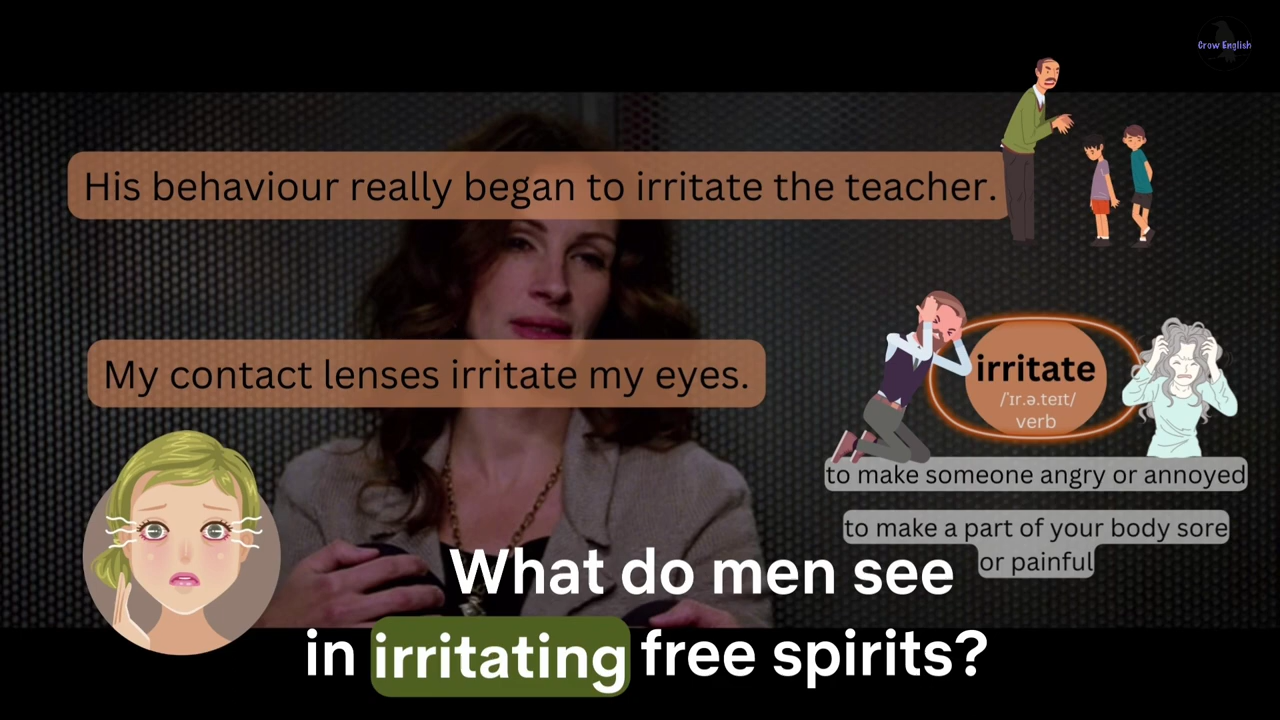 Crow English
His behaviour really began to irritate the teacher.
My contact lenses irritate my eyes.
irritate
/ˈɪr.ə.teɪt/
verb
to make someone angry or annoyed
to make a part of your body sore
or painful
What do men see
in irritating free spirits?